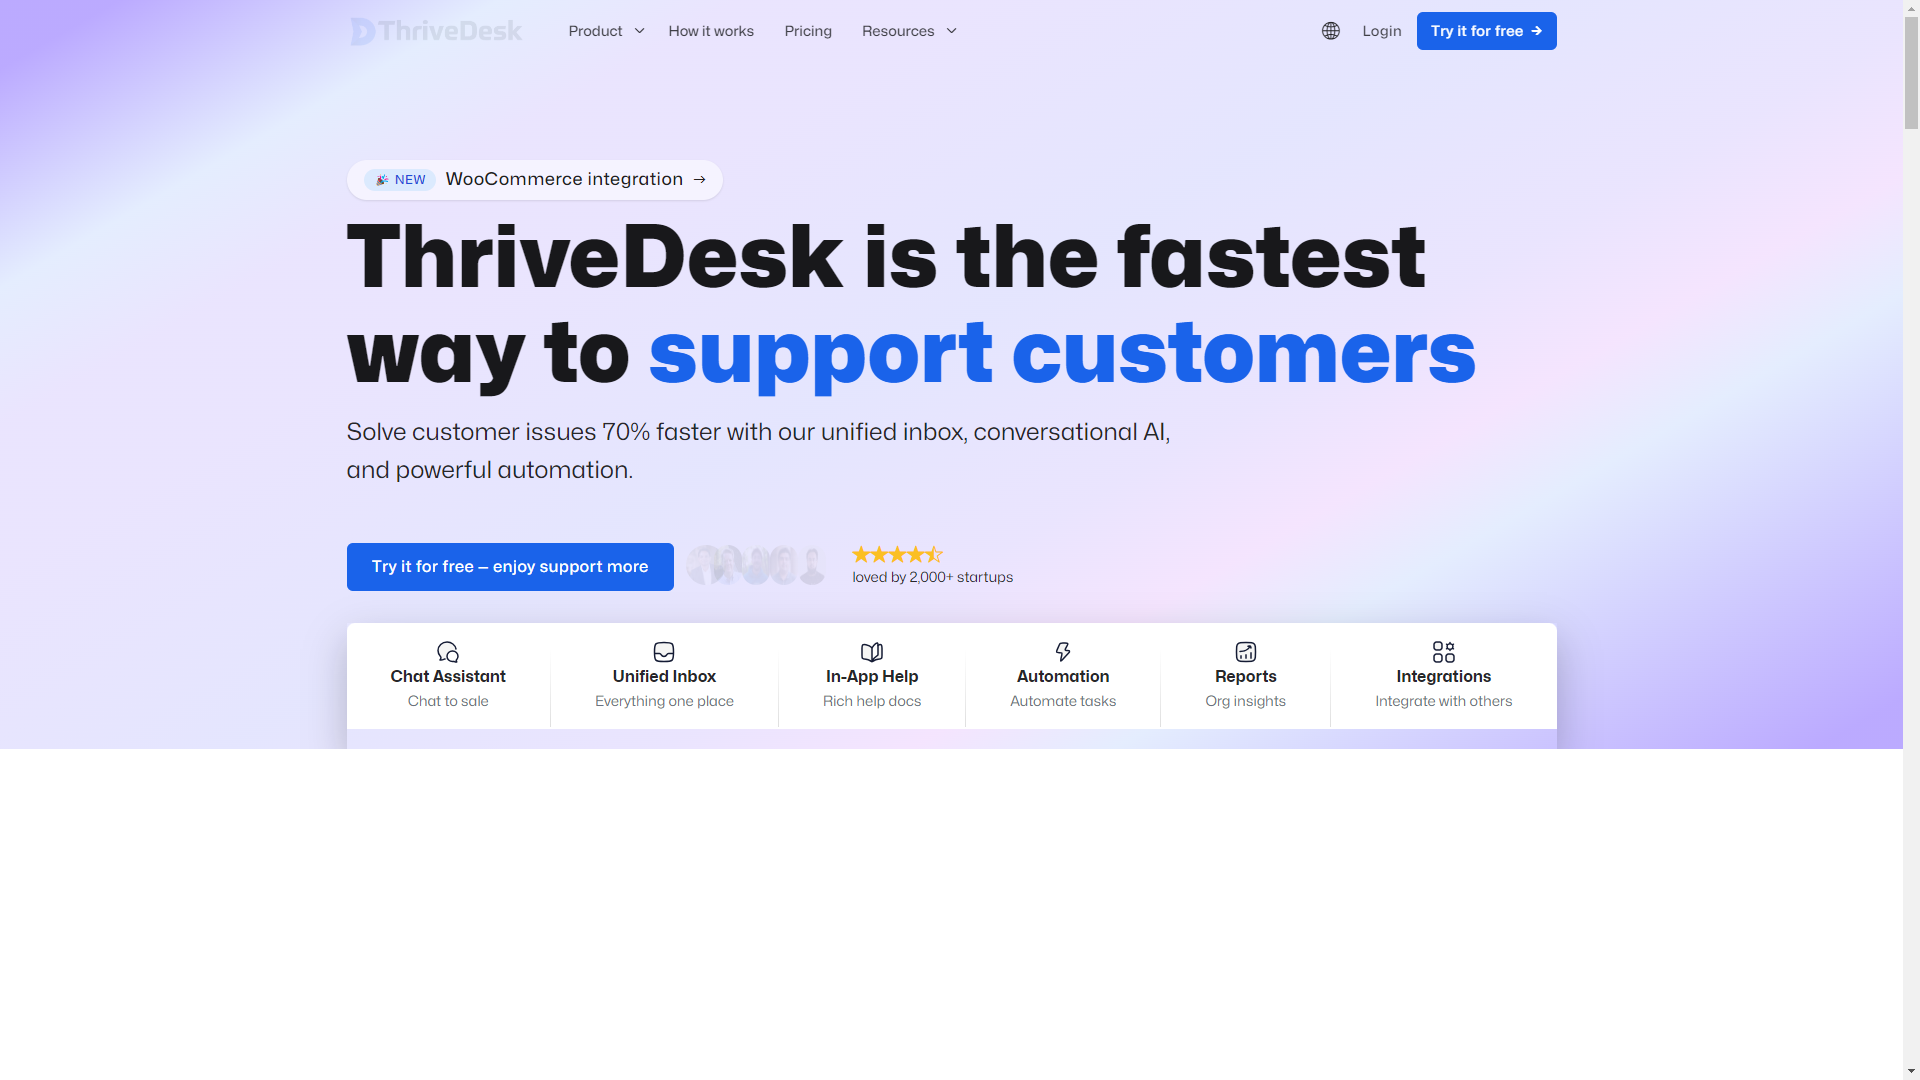 ThriveDesk
Product
How it works
Pricing
Resources
Login
Try it for free
NEW WooCommerce integration
ThriveDesk is the fastest
way to support customers
Solve customer issues 70% faster with our unified inbox, conversational AI,
and powerful automation.
Try it for free – enjoy support more
loved by 2,000+ startups
Chat Assistant
Chat to sale
Unified Inbox
Everything one place
In-App Help
Rich help docs
Automation
Automate tasks
Reports
Org insights
Integrations
Integrate with others